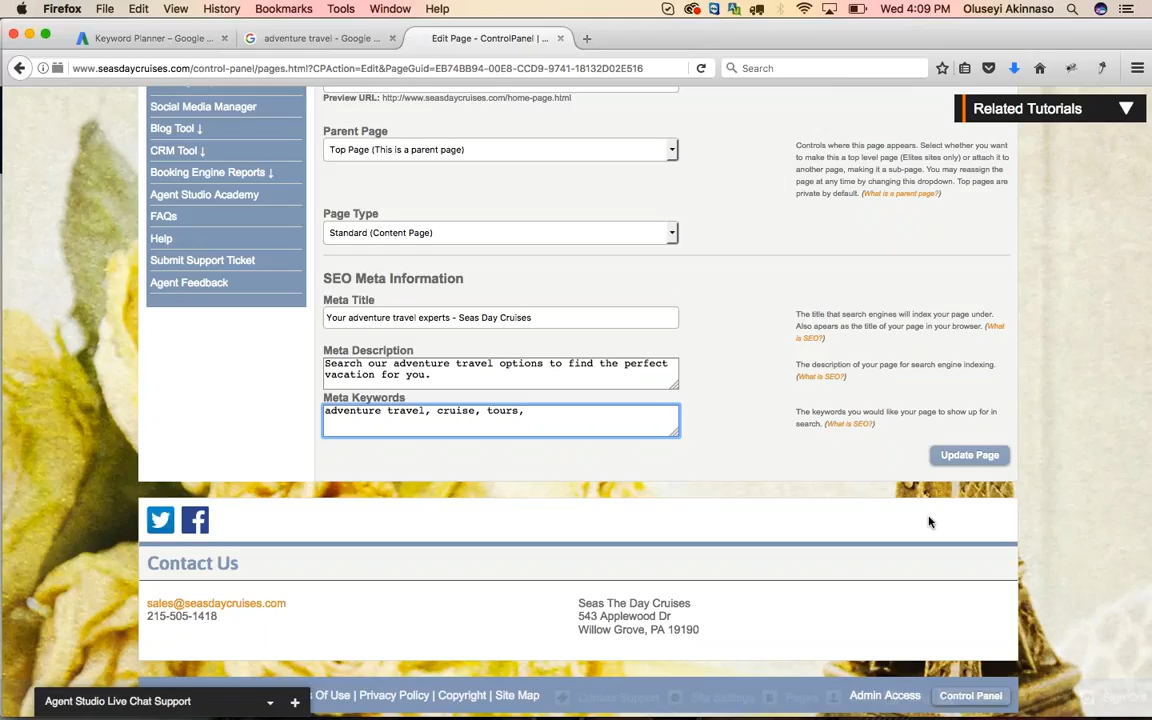 Firefox File Edit View History Bookmarks Tools Window Help Wed 4:09 PM Oluseyi Akinnaso
Keyword Planner – Google ... adventure travel - Google ... Edit Page - ControlPanel | ...
www.seasdaycruises.com/control-panel/pages.html?CPAction=Edit&PageGuid=EB74BB94-00E8-CCD9-9741-18132D02E516 Search
Related Tutorials
Preview URL: http://www.seasdaycruises.com/home-page.html
Social Media Manager
Blog Tool ↓
CRM Tool ↓
Booking Engine Reports ↓
Agent Studio Academy
FAQs
Help
Submit Support Ticket
Agent Feedback
Parent Page
Top Page (This is a parent page)
Controls where this page appears. Select whether you want
to make this a top level page (Elites sites only) or attach it to
another page, making it a sub-page. You may reassign the
page at any time by changing this dropdown. Top pages are
private by default. (What is a parent page?)
Page Type
Standard (Content Page)
SEO Meta Information
Meta Title
Your adventure travel experts - Seas Day Cruises
The title that search engines will index your page under.
Also apears as the title of your page in your browser. (What
is SEO?)
Meta Description
Search our adventure travel options to find the perfect
vacation for you.
The description of your page for search engine indexing.
(What is SEO?)
Meta Keywords
adventure travel, cruise, tours,
The keywords you would like your page to show up for in
search. (What is SEO?)
Update Page
Contact Us
sales@seasdaycruises.com
215-505-1418
Seas The Day Cruises
543 Applewood Dr
Willow Grove, PA 19190
Agent Studio Live Chat Support
Of Use | Privacy Policy | Copyright | Site Map
Admin Access
Control Panel